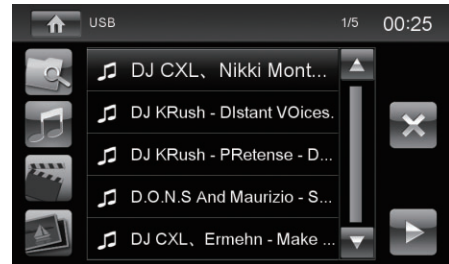 USB 1/5 00:25
DJ CXL、Nikki Mont...
DJ KRush - DIstant VOices.
DJ KRush - PRetense - D...
D.O.N.S And Maurizio - S...
DJ CXL、Ermehn - Make ...